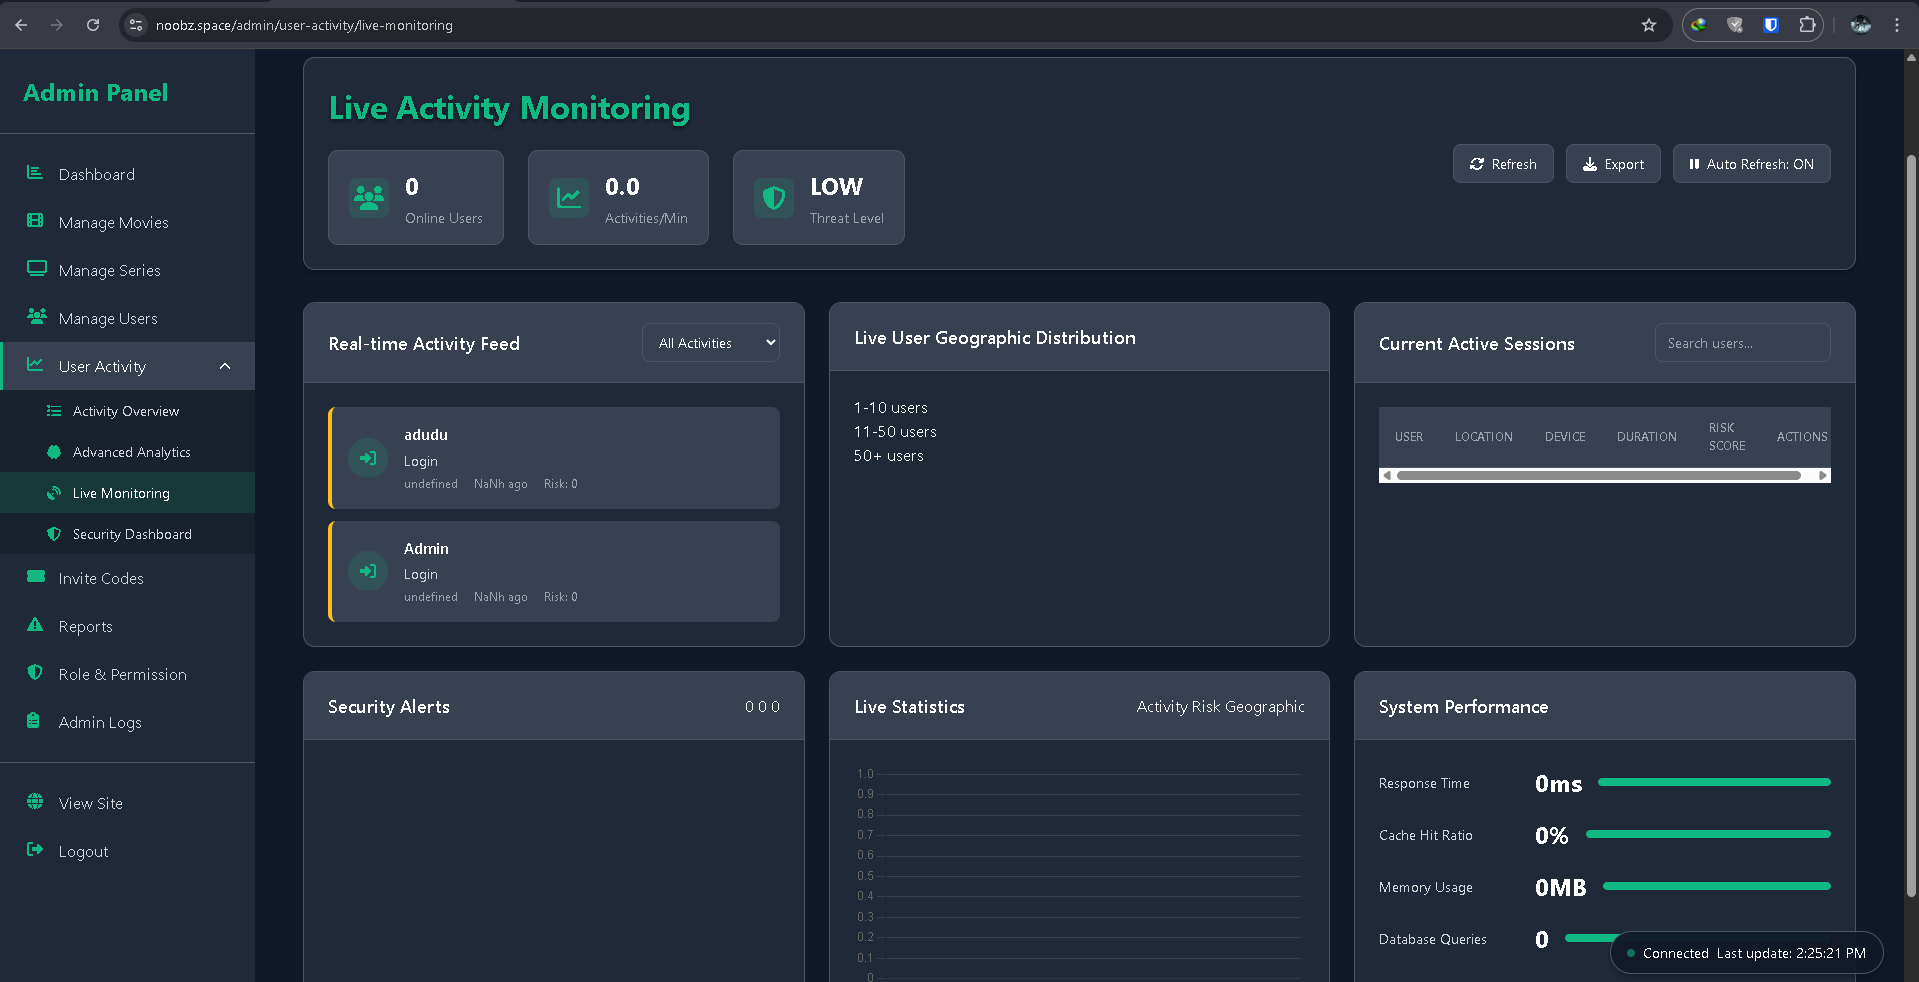 noobz.space/admin/user-activity/live-monitoring
Admin Panel
Dashboard
Manage Movies
Manage Series
Manage Users
User Activity
Activity Overview
Advanced Analytics
Live Monitoring
Security Dashboard
Invite Codes
Reports
Role & Permission
Admin Logs
View Site
Logout
Live Activity Monitoring
0
Online Users
0.0
Activities/Min
LOW
Threat Level
Refresh
Export
Auto Refresh: ON
Real-time Activity Feed
All Activities
adudu
Login
undefined NaNh ago Risk: 0
Admin
Login
undefined NaNh ago Risk: 0
Live User Geographic Distribution
1-10 users
11-50 users
50+ users
Current Active Sessions
Search users...
USER LOCATION DEVICE DURATION RISK SCORE ACTIONS
Security Alerts
0 0 0
Live Statistics
Activity Risk Geographic
1.0
0.9
0.8
0.7
0.6
0.5
0.4
0.3
0.2
0.1
0
System Performance
Response Time 0ms
Cache Hit Ratio 0%
Memory Usage 0MB
Database Queries 0
Connected Last update: 2:25:21 PM